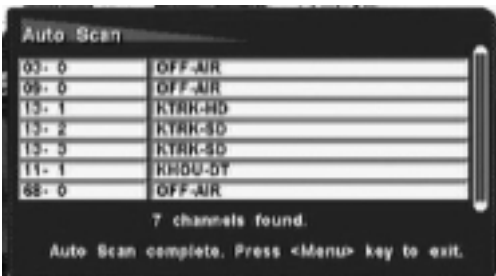 Auto Scan
03- 0 OFF-AIR
09- 0 OFF-AIR
13- 1 KTRK-HD
13- 2 KTRK-SD
13- 3 KTRK-SD
11- 1 KHOU-DT
68- 0 OFF-AIR
7 channels found.
Auto Scan complete. Press <Menu> key to exit.